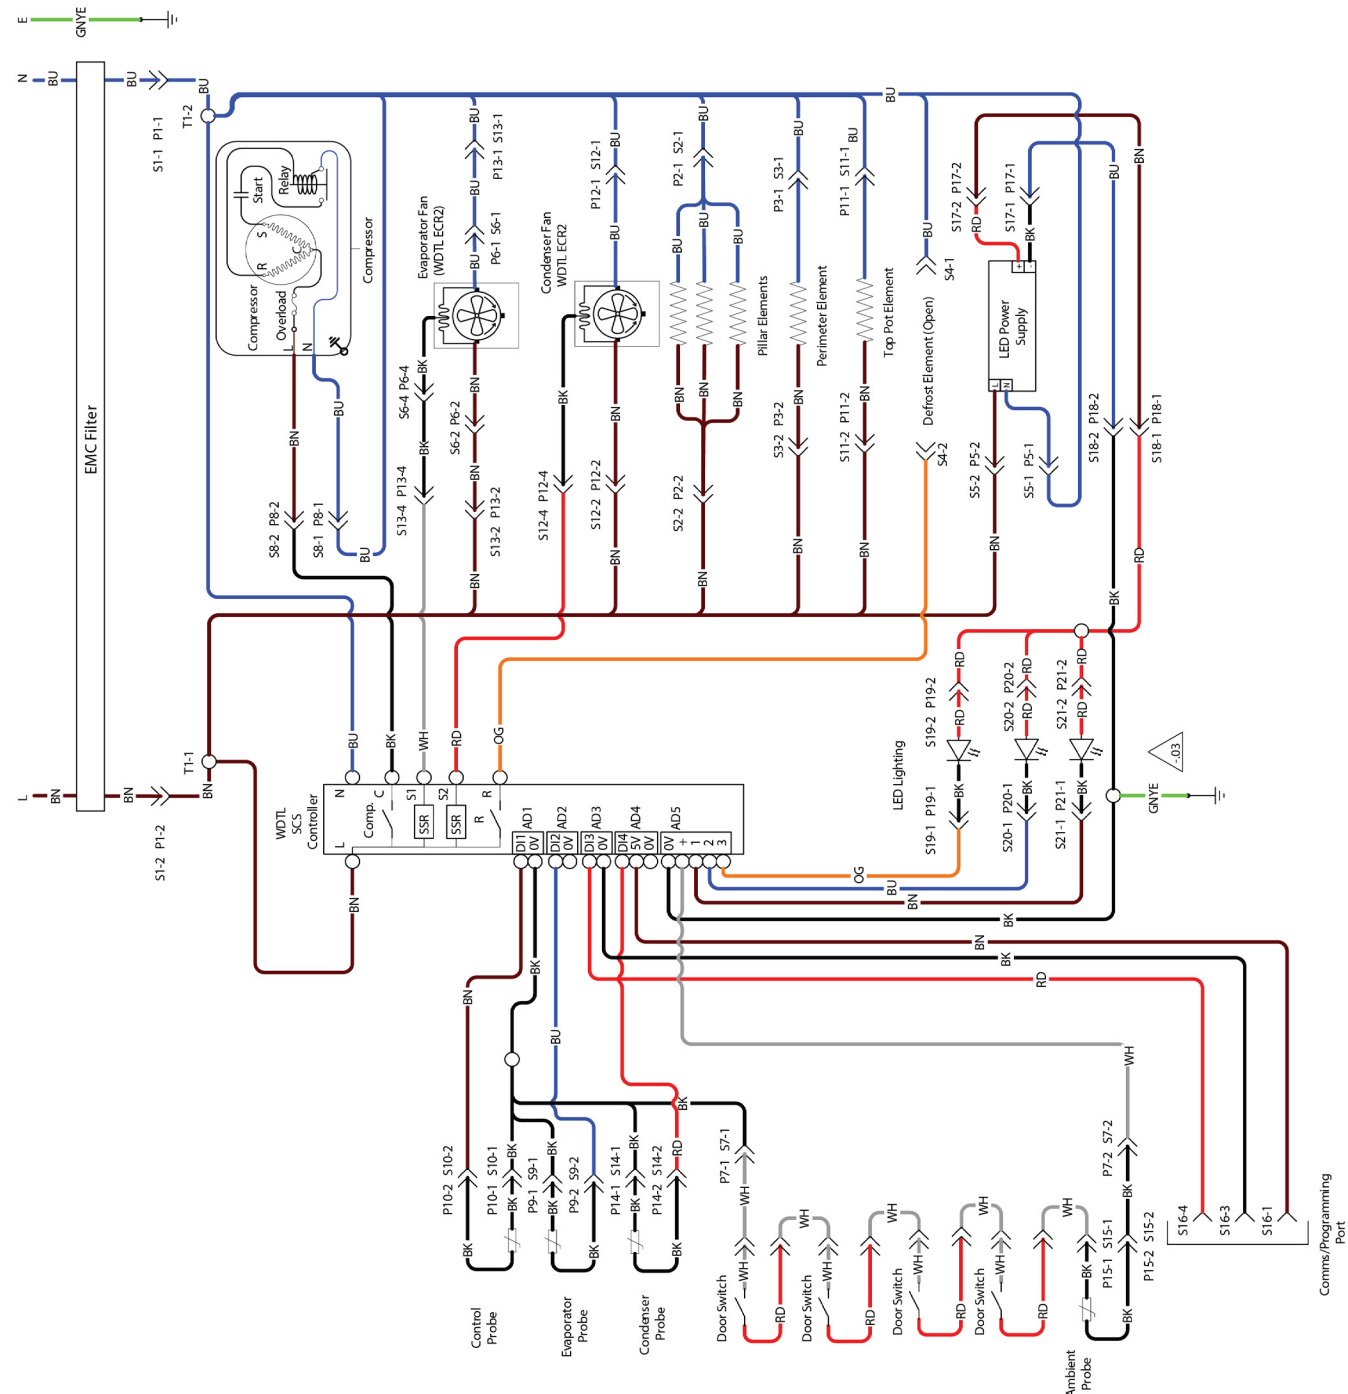 E
GNYE
N
BU
BU
BU
S1-1 P1-1
T1-2
EMC Filter
L
BN
BN
BN
S1-2 P1-2
T1-1
Start
Relay
S
C
R
Compressor
Overload
L
N
Compressor
BN
BU
S8-2 P8-2
S8-1 P8-1
BU
Evaporator Fan
(WDTL ECR2)
BU
P13-1 S13-1
BU
P6-1 S6-1
BU
BK
S6-4 P6-4
BK
S13-4 P13-4
BN
S6-2 P6-2
BN
S13-2 P13-2
BN
Condenser Fan
WDTL ECR2
BU
P12-1 S12-1
BU
BK
S12-4 P12-4
BN
S12-2 P12-2
BN
BU
P2-1 S2-1
BU
BU
BU
Pillar Elements
BN
BN
BN
S2-2 P2-2
BN
BU
P3-1 S3-1
Perimeter Element
BN
S3-2 P3-2
BN
BU
P11-1 S11-1
Top Pot Element
BN
S11-2 P11-2
BN
BU
BU
S4-1
Defrost Element (Open)
S4-2
S17-2 P17-2
RD
S17-1 P17-1
BK
+
-
LED Power
Supply
L
N
S5-2 P5-2
S5-1 P5-1
BN
BU
BN
S18-2 P18-2
S18-1 P18-1
BK
RD
BU
BK
WH
RD
OG
WDTL
SCS
Controller
N
L
C
Comp.
S1
SSR
S2
SSR
R
R
DI1
0V
AD1
DI2
0V
AD2
DI3
0V
AD3
DI4
5V
0V
AD4
0V
+
1
2
3
AD5
BN
LED Lighting
RD
S19-2 P19-2
RD
BK
S19-1 P19-1
RD
S20-2 P20-2
RD
BK
S20-1 P20-1
RD
S21-2 P21-2
RD
BK
S21-1 P21-1
-.03
GNYE
OG
BU
BN
BK
BN
BK
RD
BN
BK
BU
BK
WH
P10-2 S10-2
P10-1 S10-1
BK
BK
BK
P9-1 S9-1
BK
BK
P9-2 S9-2
BK
P14-1 S14-1
BK
BK
P14-2 S14-2
RD
BK
Control
Probe
Evaporator
Probe
Condenser
Probe
P7-1 S7-1
WH
WH
Door Switch
RD
WH
WH
Door Switch
RD
WH
WH
Door Switch
RD
WH
WH
Door Switch
RD
WH
BK
P15-1 S15-1
P15-2 S15-2
BK
BK
P7-2 S7-2
Ambient
Probe
S16-4
S16-3
S16-1
Comms/Programming
Port